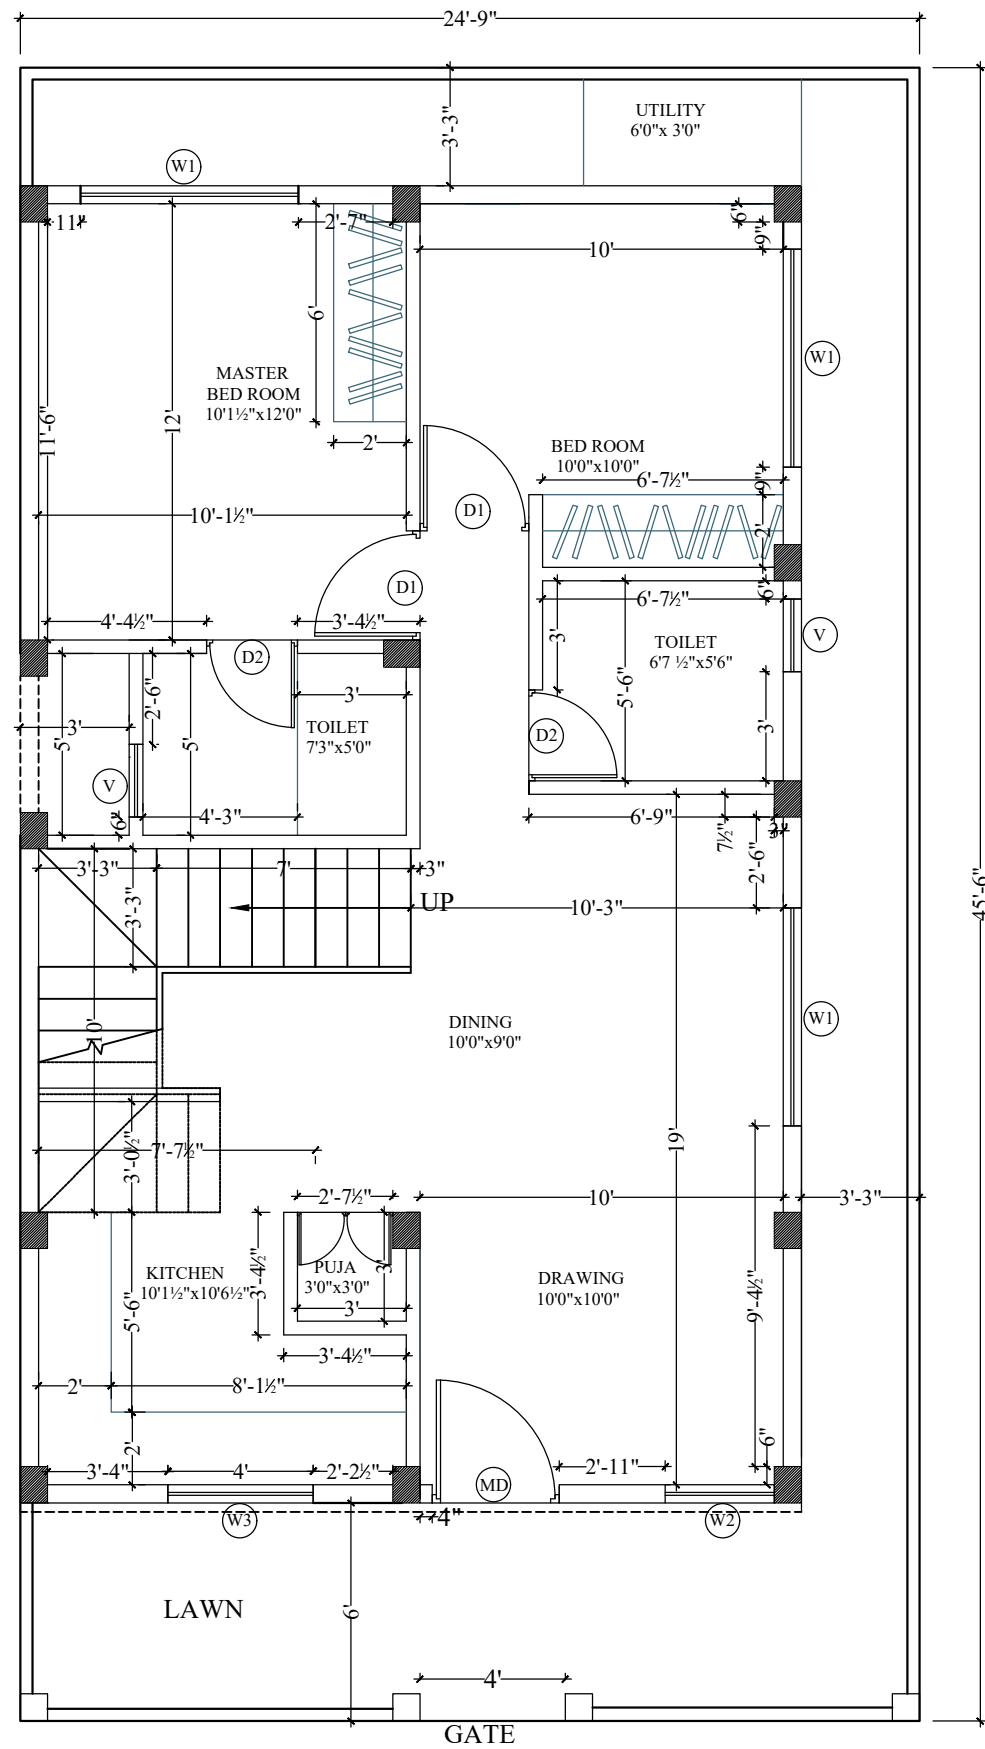 24'-9"
3'-3"
UTILITY
6'0"x 3'0"
W1
11"
2'-7"
6"
9"
10'
6'
W1
MASTER
BED ROOM
10'1½"x12'0"
11'-6"
12'
2'
BED ROOM
10'0"x10'0"
6'-7½"
9"
10'-1½"
D1
2'
D1
6"
6'-7½"
4'-4½"
3'-4½"
3'
TOILET
6'7 ½"x5'6"
V
D2
5'-6"
3'
2'-6"
3'
TOILET
7'3"x5'0"
3'
5'
5'
D2
V
6"
4'-3"
6'-9"
7½"
3"
2'-6"
3'-3"
7'
3"
3'-3"
UP
10'-3"
45'-6"
10'
DINING
10'0"x9'0"
W1
3'-0½"
7'-7½"
19'
2'-7½"
10'
3'-3"
KITCHEN
10'1½"x10'6½"
3'-4½"
PUJA
3'0"x3'0"
3'
3'
DRAWING
10'0"x10'0"
5'-6"
9'-4½"
3'-4½"
2'
8'-1½"
2'
3'-4"
4'
2'-2½"
2'-11"
6"
MD
W3
4"
W2
LAWN
6'
4'
GATE